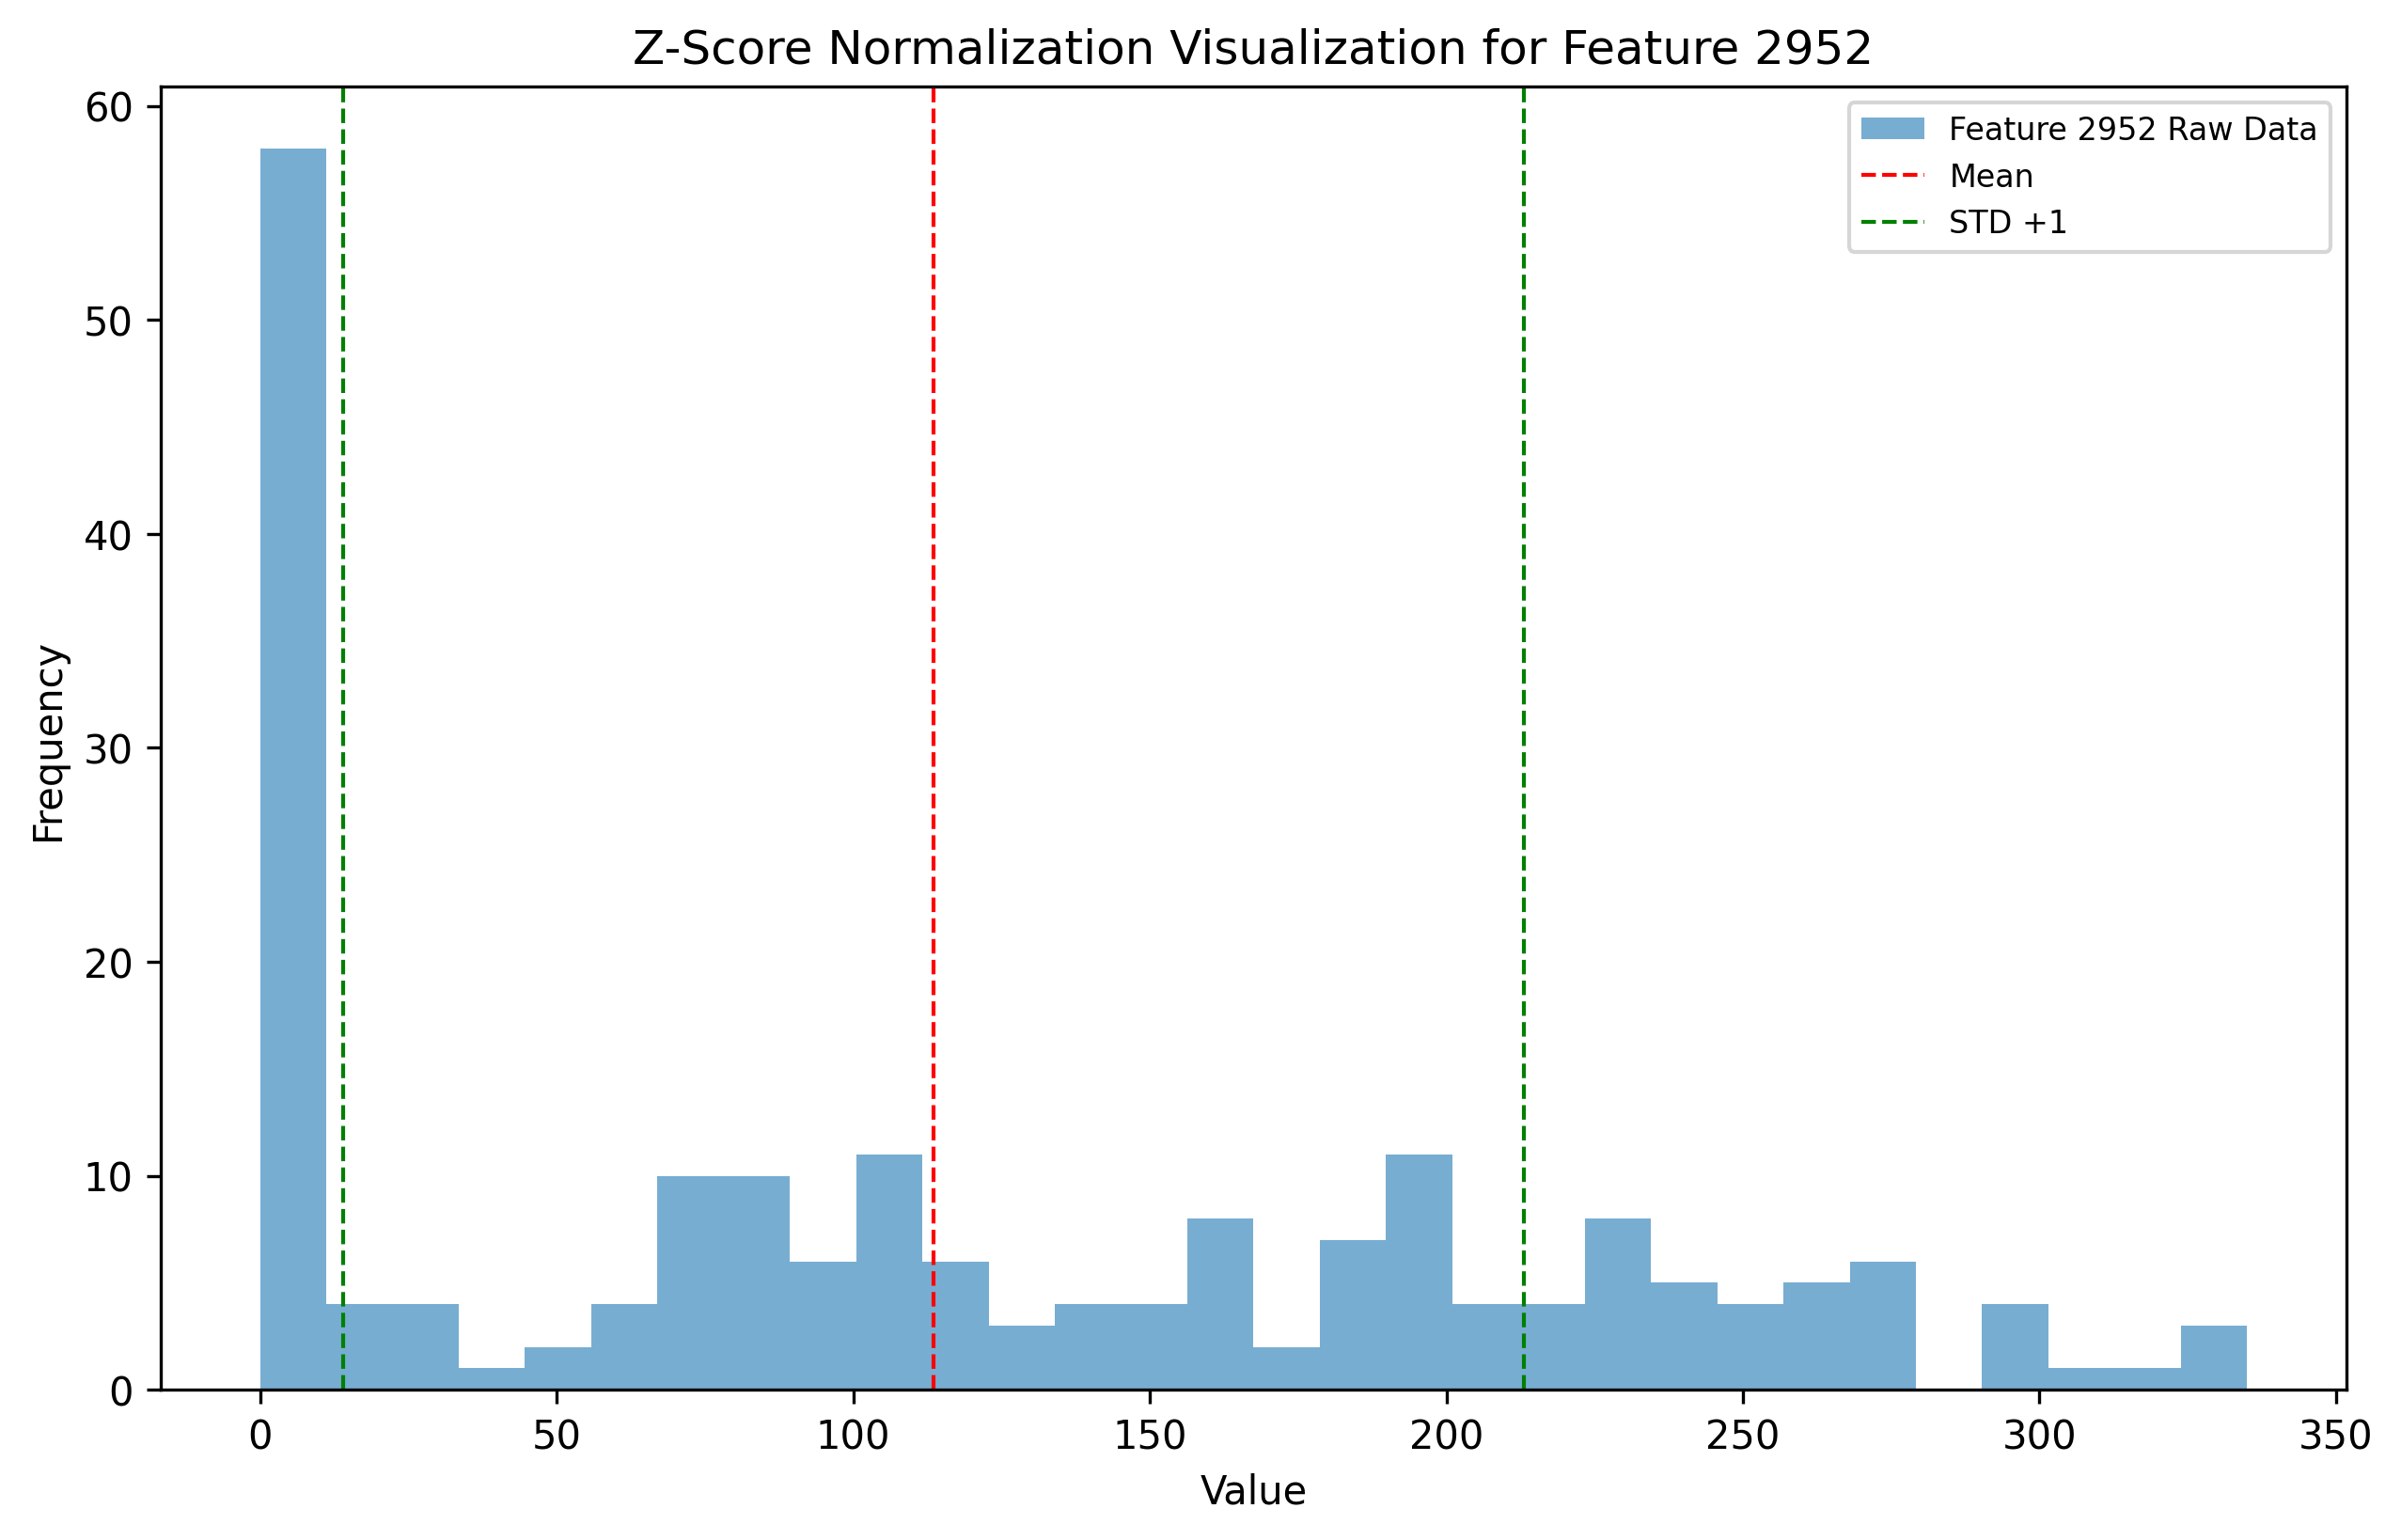 Z-Score Normalization Visualization for Feature 2952
Feature 2952 Raw Data
Mean
STD +1
60
50
40
30
20
10
0
Frequency
0 50 100 150 200 250 300 350
Value